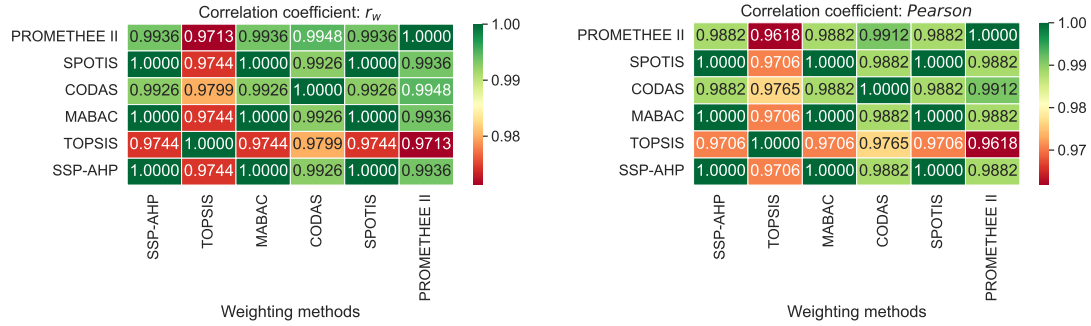 Correlation coefficient: r_w
PROMETHEE II 0.9936 0.9713 0.9936 0.9948 0.9936 1.0000
SPOTIS 1.0000 0.9744 1.0000 0.9926 1.0000 0.9936
CODAS 0.9926 0.9799 0.9926 1.0000 0.9926 0.9948
MABAC 1.0000 0.9744 1.0000 0.9926 1.0000 0.9936
TOPSIS 0.9744 1.0000 0.9744 0.9799 0.9744 0.9713
SSP-AHP 1.0000 0.9744 1.0000 0.9926 1.0000 0.9936
SSP-AHP TOPSIS MABAC CODAS SPOTIS PROMETHEE II
Weighting methods
1.00
0.99
0.98
Correlation coefficient: Pearson
PROMETHEE II 0.9882 0.9618 0.9882 0.9912 0.9882 1.0000
SPOTIS 1.0000 0.9706 1.0000 0.9882 1.0000 0.9882
CODAS 0.9882 0.9765 0.9882 1.0000 0.9882 0.9912
MABAC 1.0000 0.9706 1.0000 0.9882 1.0000 0.9882
TOPSIS 0.9706 1.0000 0.9706 0.9765 0.9706 0.9618
SSP-AHP 1.0000 0.9706 1.0000 0.9882 1.0000 0.9882
SSP-AHP TOPSIS MABAC CODAS SPOTIS PROMETHEE II
Weighting methods
1.00
0.99
0.98
0.97